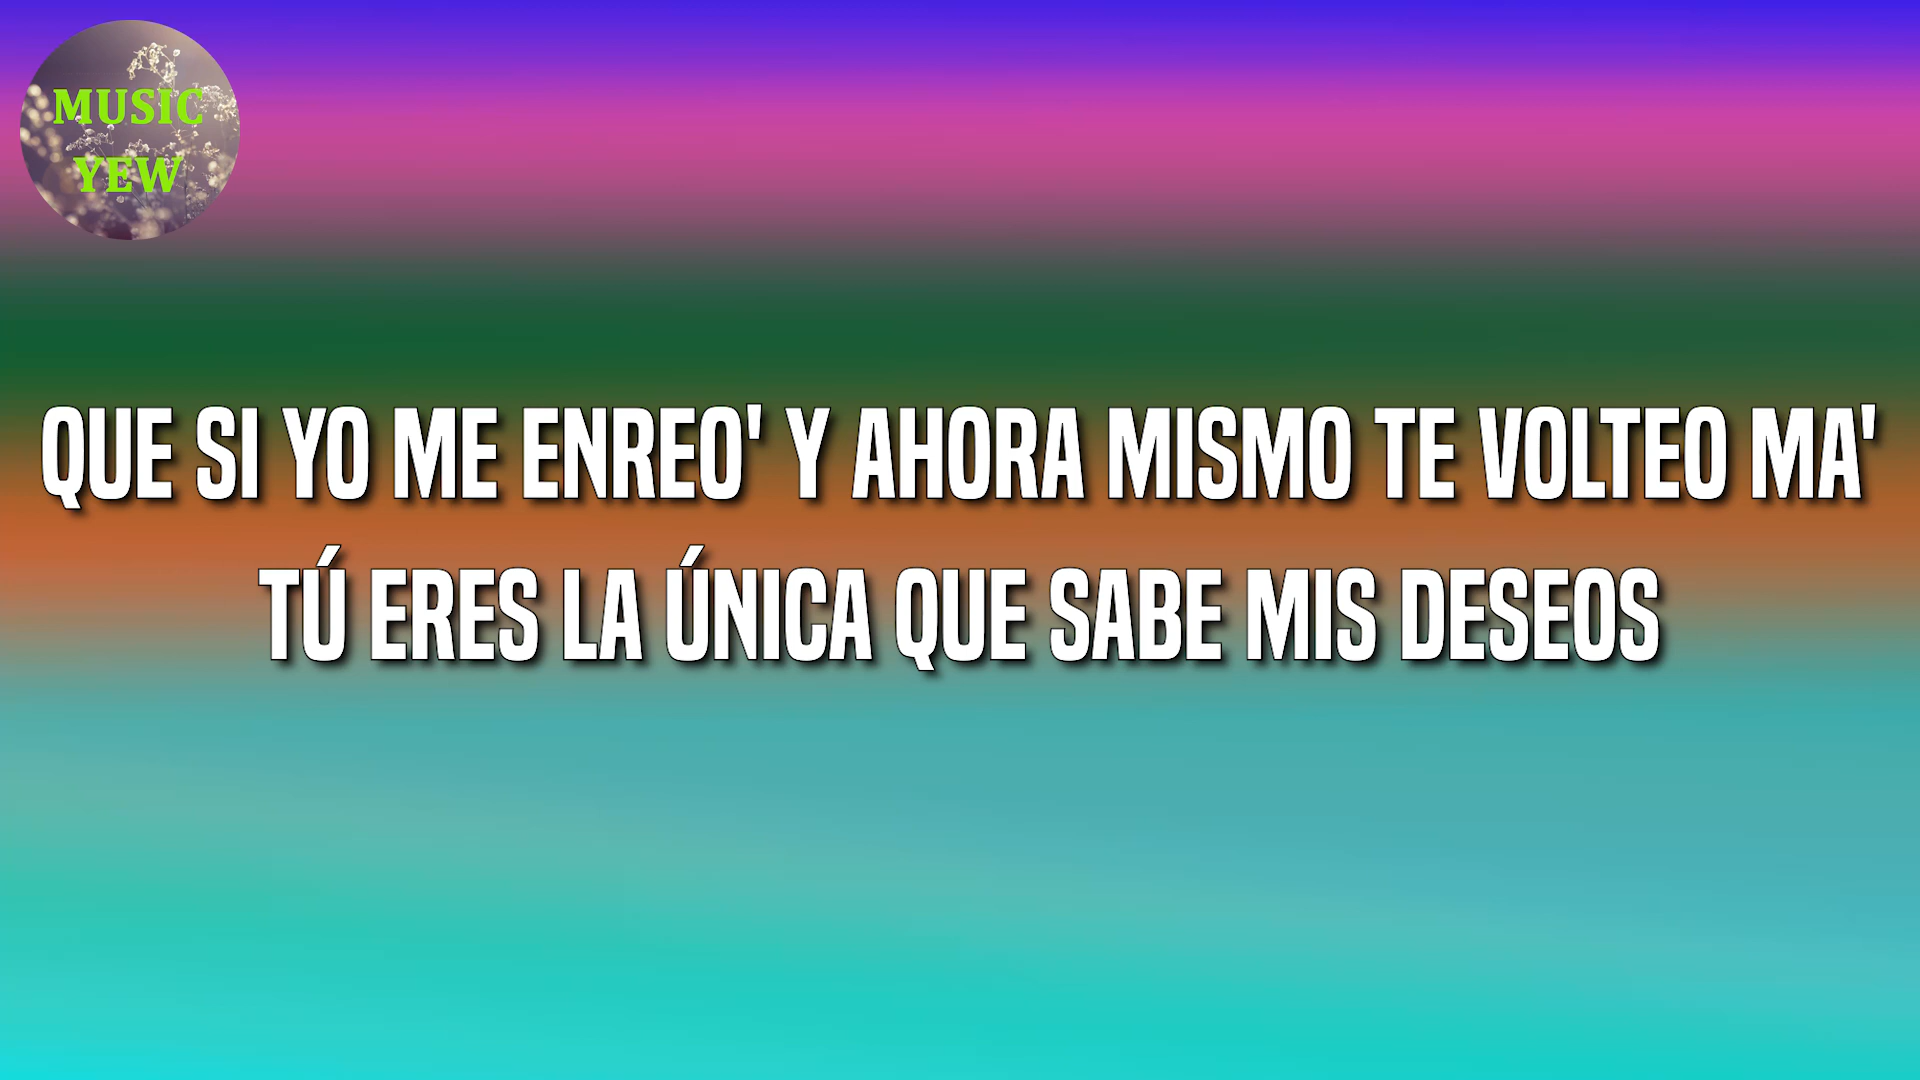 MUSIC
YEW
QUE SI YO ME ENREO' Y AHORA MISMO TE VOLTEO MA'
TÚ ERES LA ÚNICA QUE SABE MIS DESEOS